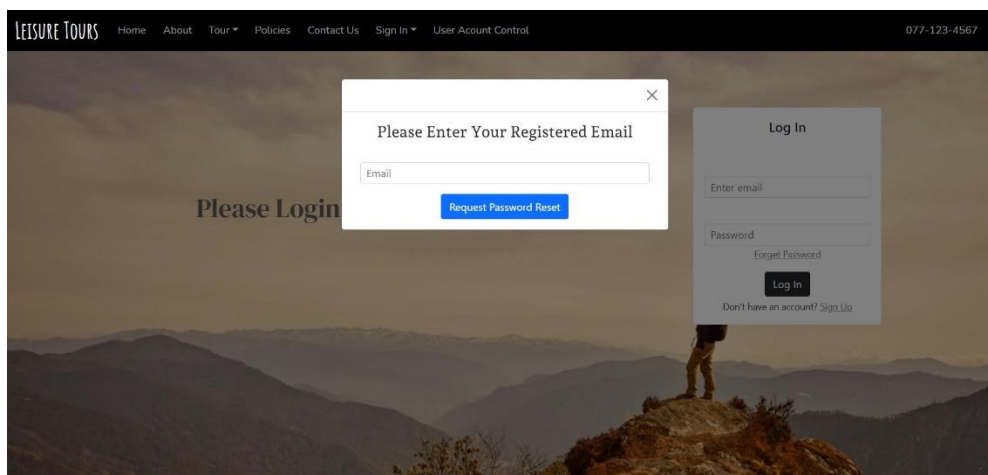 LEISURE TOURS Home About Tour Policies Contact Us Sign In User Acount Control 077-123-4567
Please Enter Your Registered Email
Email
Request Password Reset
Please Login
Log In
Enter email
Password
Forget Password
Log In
Don't have an account? Sign Up